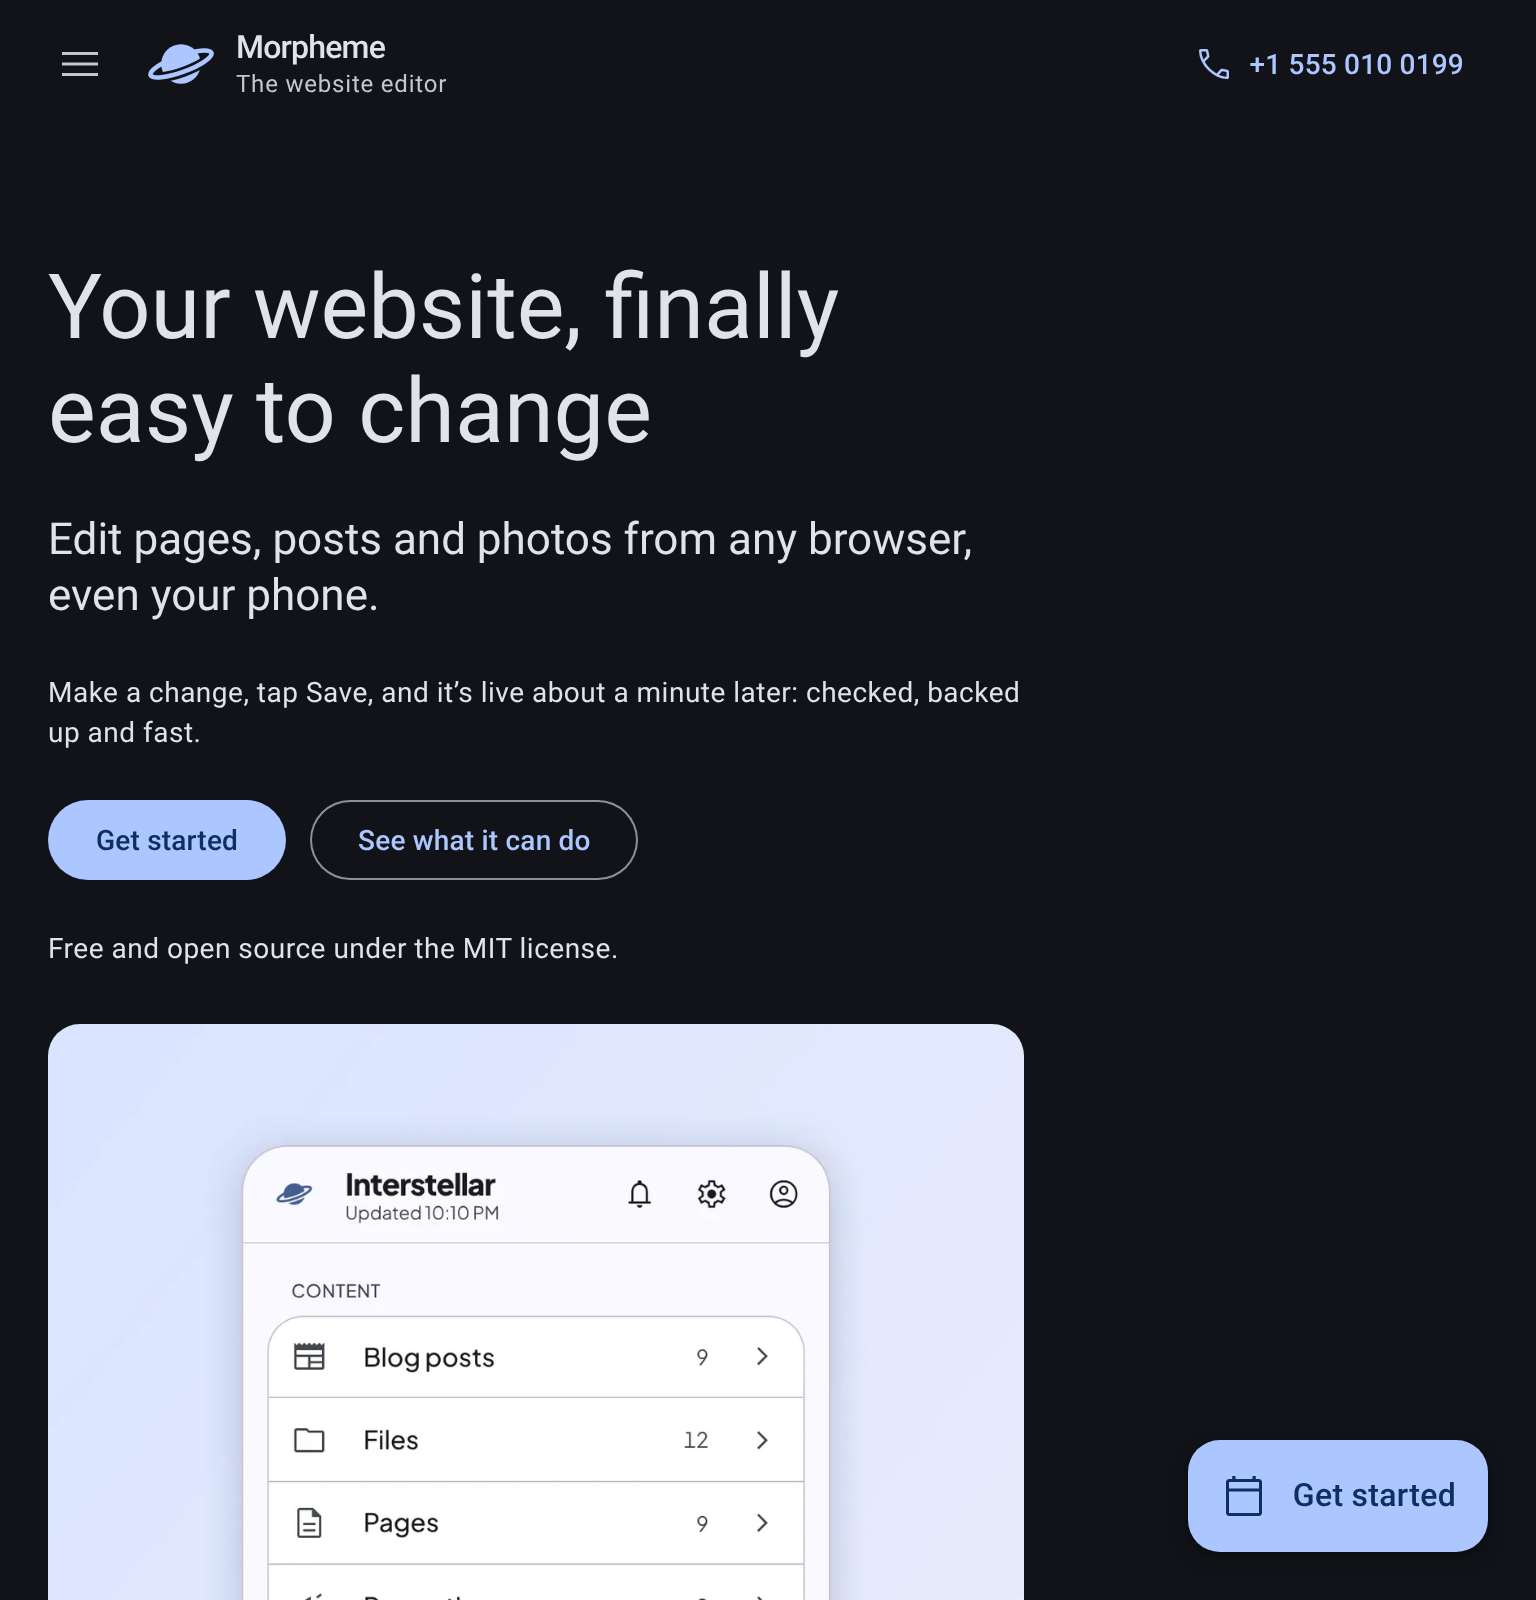 Morpheme
The website editor
+1 555 010 0199
Your website, finally
easy to change
Edit pages, posts and photos from any browser,
even your phone.
Make a change, tap Save, and it’s live about a minute later: checked, backed
up and fast.
Get started
See what it can do
Free and open source under the MIT license.
Interstellar
Updated 10:10 PM
CONTENT
Blog posts 9
Files 12
Pages 9
Get started